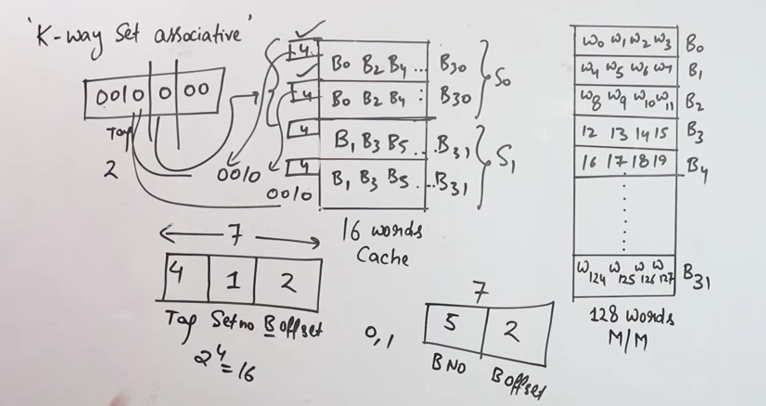 'K-way Set associative'
0010 0 00
Tag
2
0010
0010
4
4
4
4
B0 B2 B4 ... B30
B0 B2 B4 : B30
B1 B3 B5 ... B31
B1 B3 B5 ... B31
S0
S1
16 words
Cache
7
4 1 2
Tag Set no B offset
2^4 = 16
0,1
7
5 2
B NO B offset
W0 W1 W2 W3 B0
W4 W5 W6 W7 B1
W8 W9 W10 W11 B2
12 13 14 15 B3
16 17 18 19 B4
W124 W125 W126 W127 B31
128 words
M/M